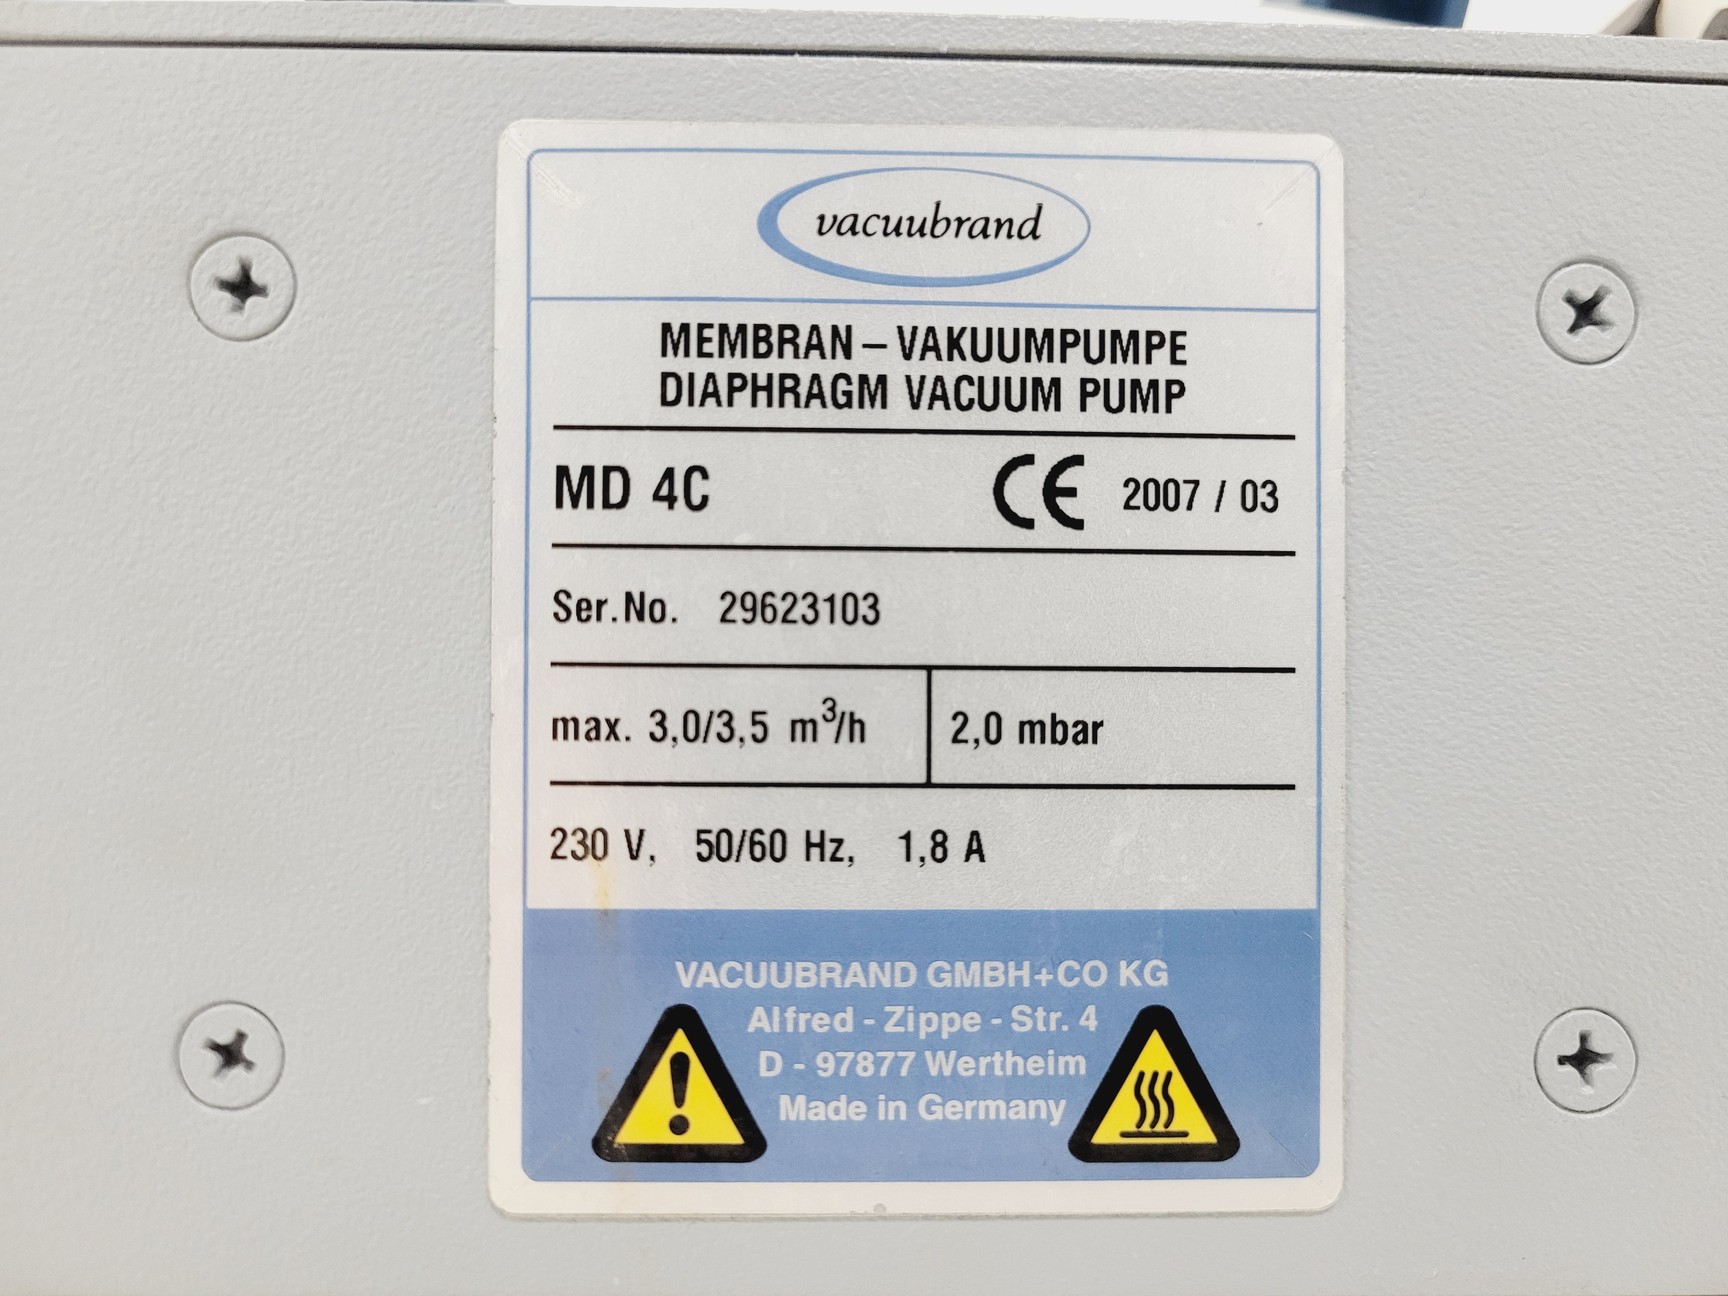 vacuubrand
MEMBRAN – VAKUUMPUMPE
DIAPHRAGM VACUUM PUMP
MD 4C CE 2007 / 03
Ser.No. 29623103
max. 3,0/3,5 m³/h 2,0 mbar
230 V, 50/60 Hz, 1,8 A
VACUUBRAND GMBH+CO KG
Alfred - Zippe - Str. 4
D - 97877 Wertheim
Made in Germany